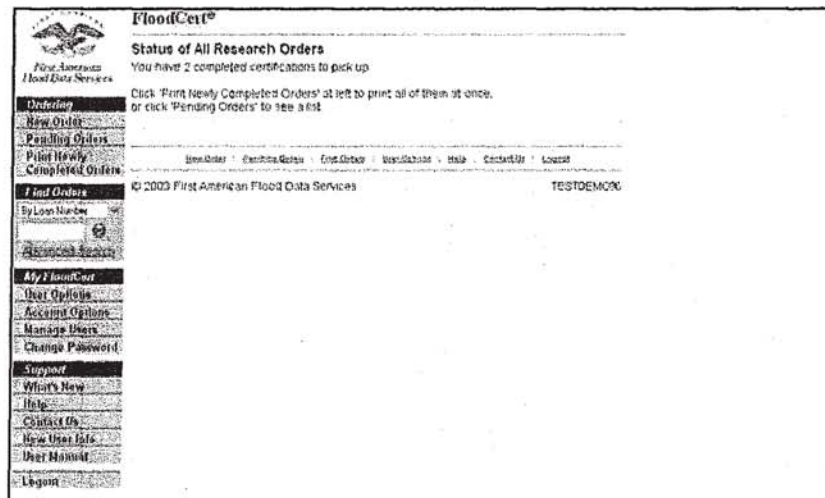 FloodCert®
Status of All Research Orders
You have 2 completed certifications to pick up
Click 'Print Newly Completed Orders' at left to print all of them at once,
or click 'Pending Orders' to see a list
New Order | Pending Orders | Find Orders | User Options | Help | Contact Us | Logout
© 2003 First American Flood Data Services
TESTDEMO96
First American
Flood Data Services
Ordering
New Order
Pending Orders
Print Newly
Completed Orders
Find Orders
By Loan Number
Advanced Search
My FloodCert
User Options
Account Options
Manage Users
Change Password
Support
What's New
Help
Contact Us
New User Info
User Manual
Logout